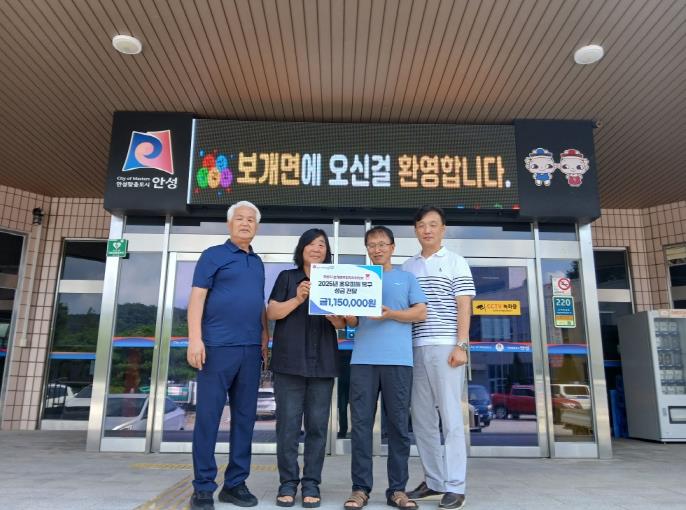 보개면에 오신걸 환영합니다.
City of Masters
안성맞춤도시 안성
2025년 호우피해 복구
성금 전달
금1,150,000원
CCTV 녹화중
220